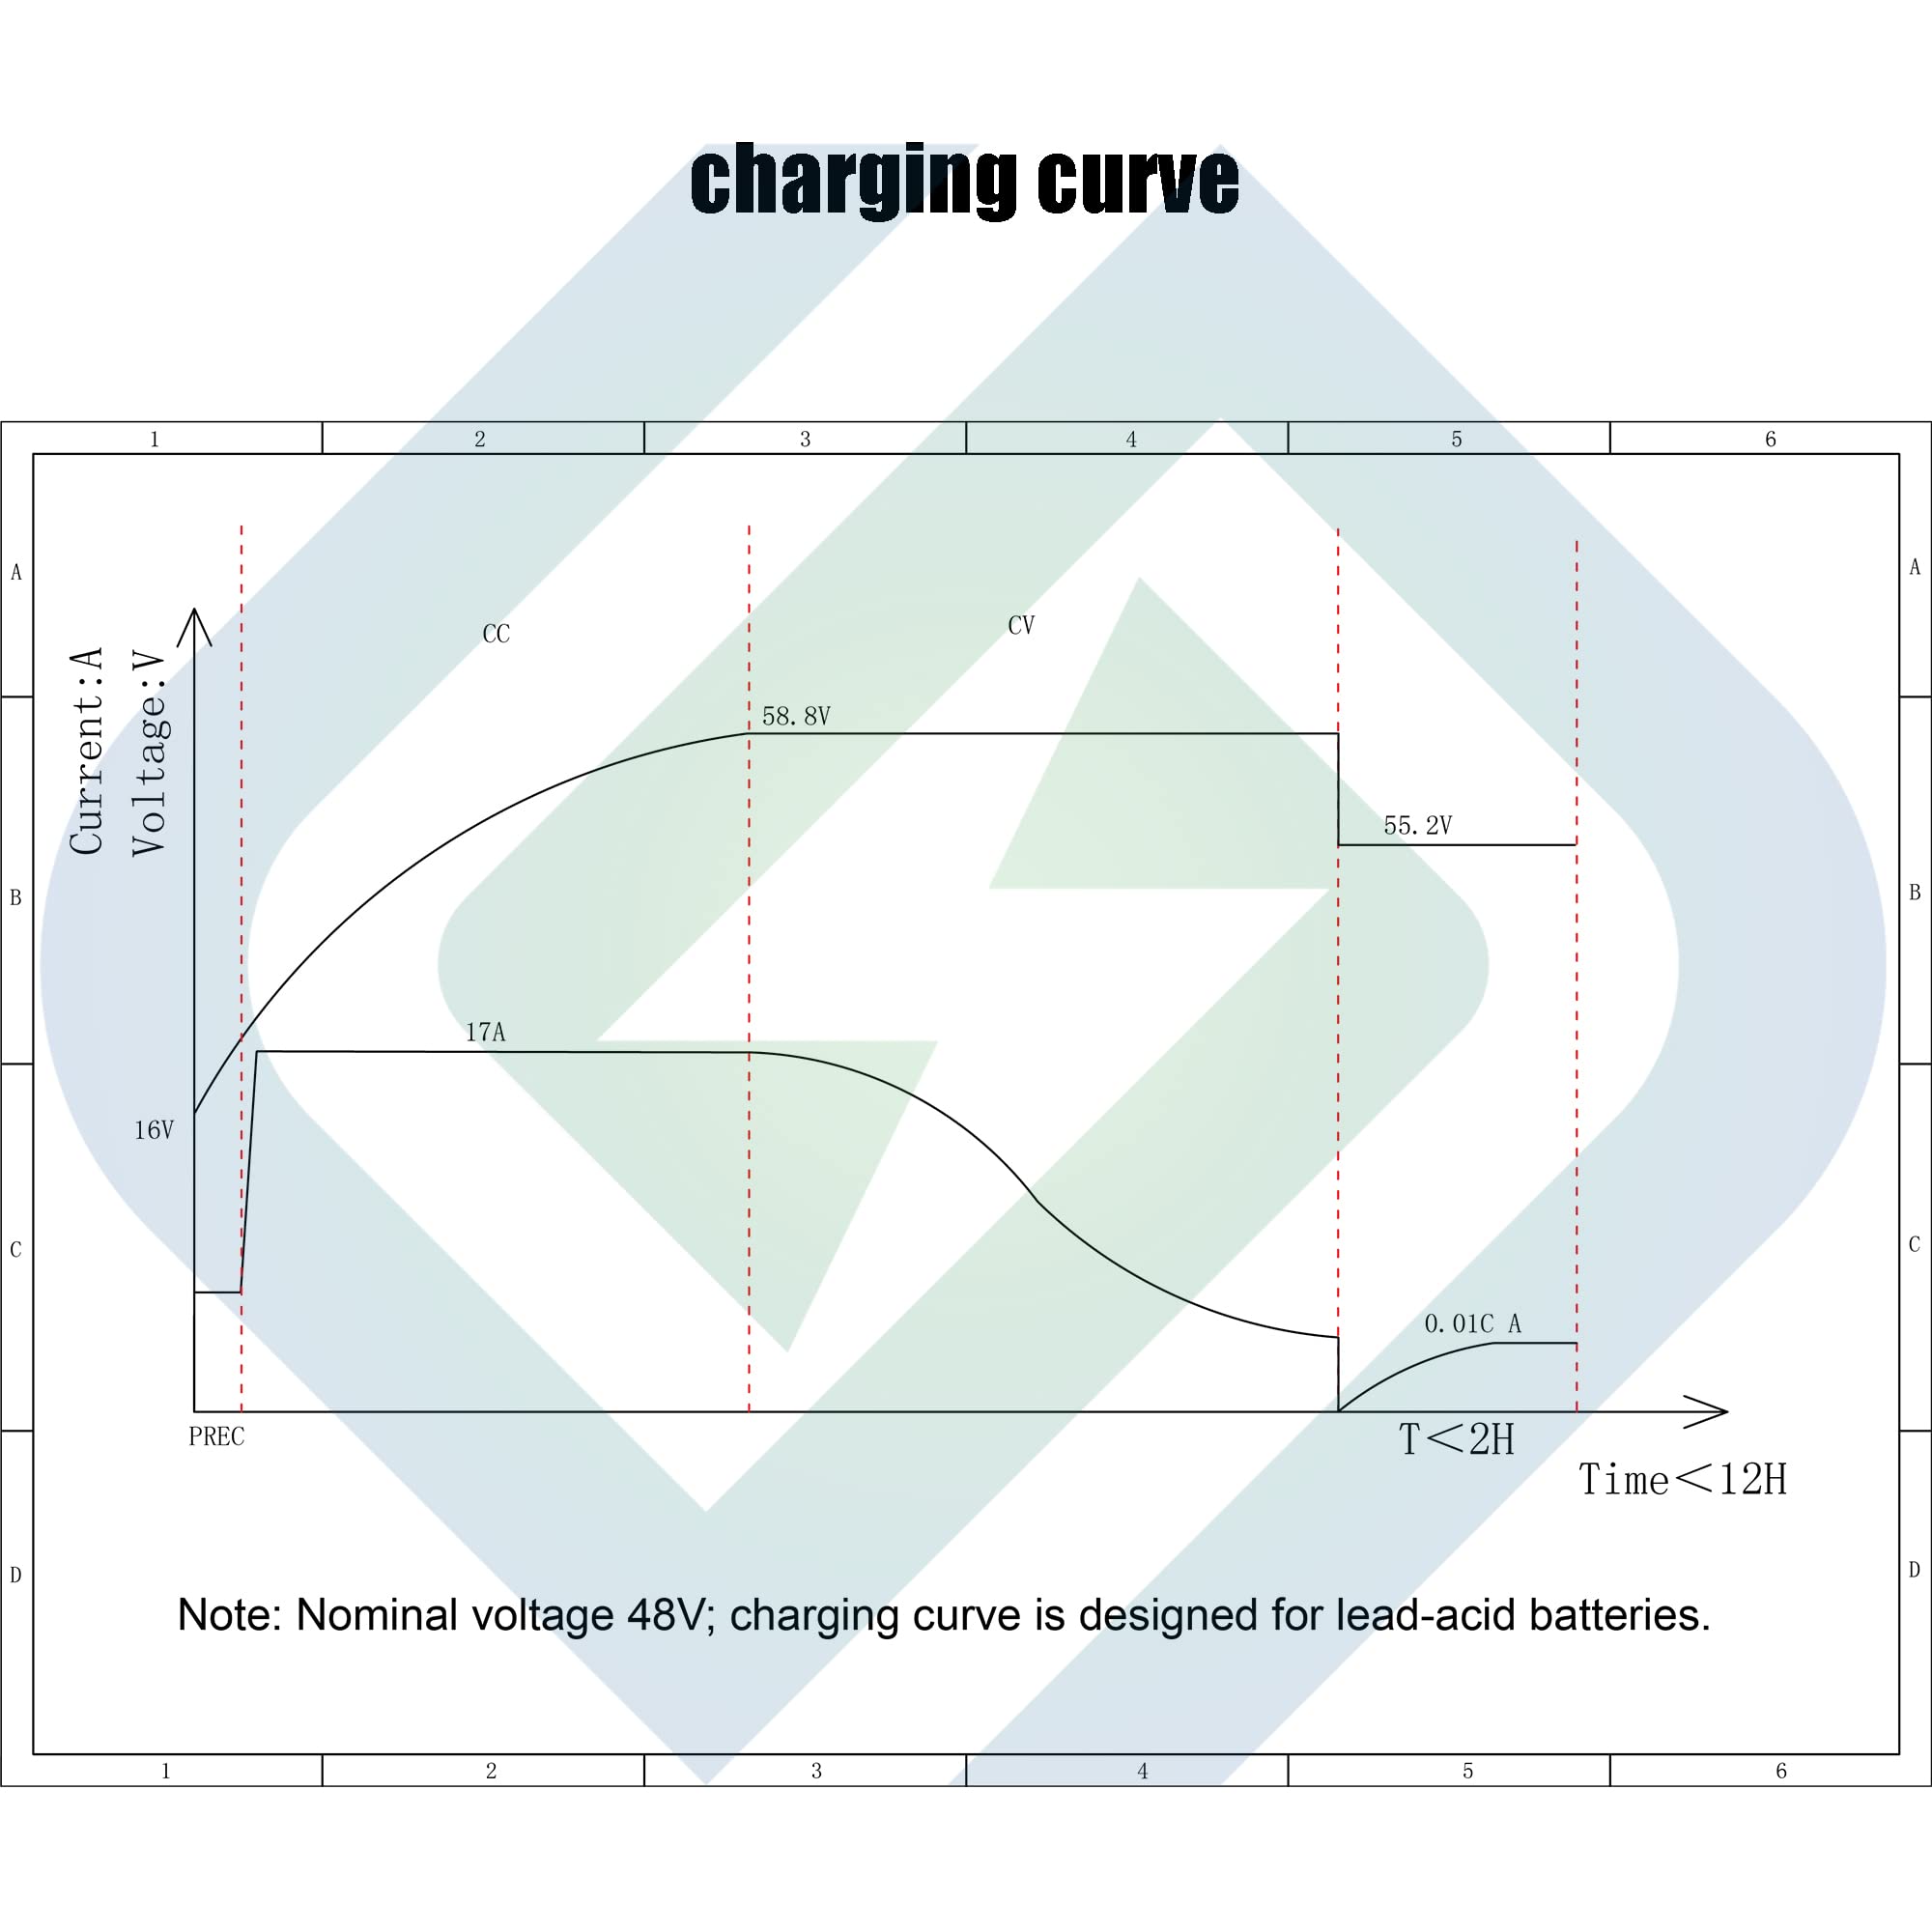 charging curve
1 2 3 4 5 6
A A
CC CV
Current:A
Voltage:V
58.8V
55.2V
B B
17A
16V
C C
0.01C A
PREC
T<2H
Time<12H
D D
Note: Nominal voltage 48V; charging curve is designed for lead-acid batteries.
1 2 3 4 5 6